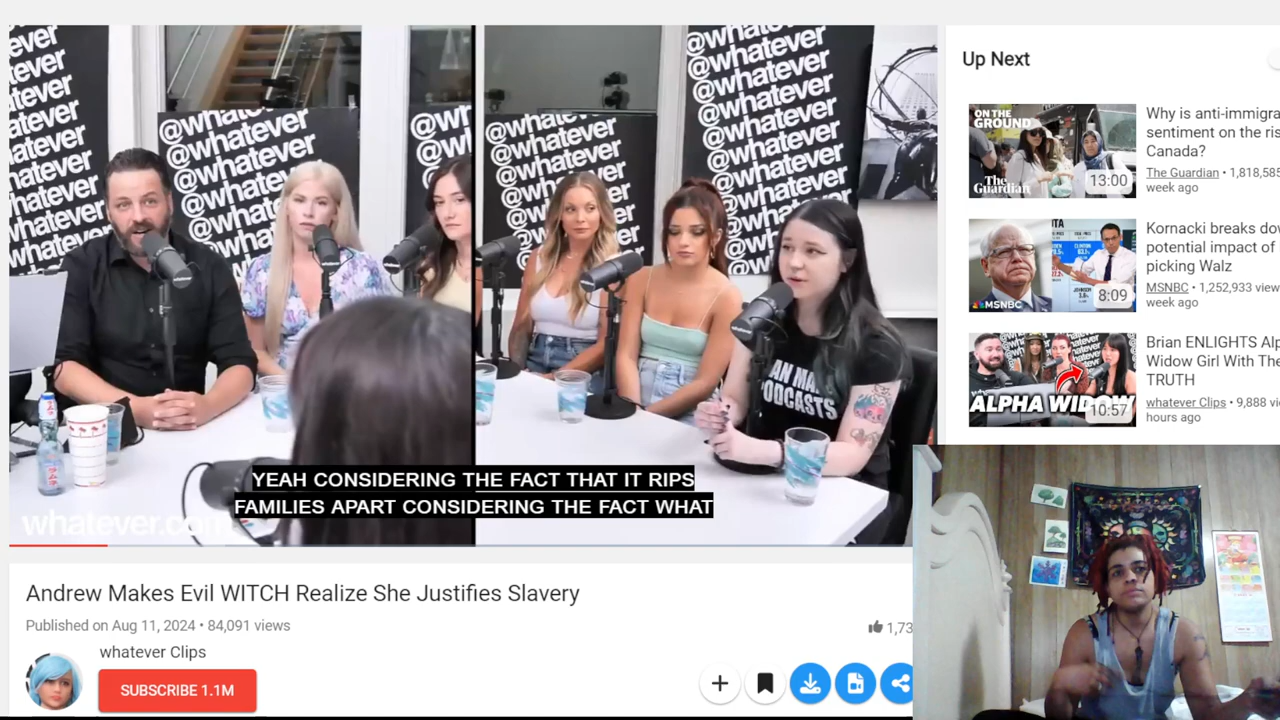 @whatever
YEAH CONSIDERING THE FACT THAT IT RIPS
FAMILIES APART CONSIDERING THE FACT WHAT
whatever.com
AN MA
PODCASTS
Andrew Makes Evil WITCH Realize She Justifies Slavery
Published on Aug 11, 2024 • 84,091 views
1,73
whatever Clips
SUBSCRIBE 1.1M
Up Next
ON THE
GROUND
The
Guardian
13:00
Why is anti-immigra
sentiment on the ris
Canada?
The Guardian • 1,818,585
week ago
MSNBC
8:09
Kornacki breaks dow
potential impact of
picking Walz
MSNBC • 1,252,933 view
week ago
ALPHA WIDOW
10:57
Brian ENLIGHTS Alp
Widow Girl With The
TRUTH
whatever Clips • 9,888 vi
hours ago